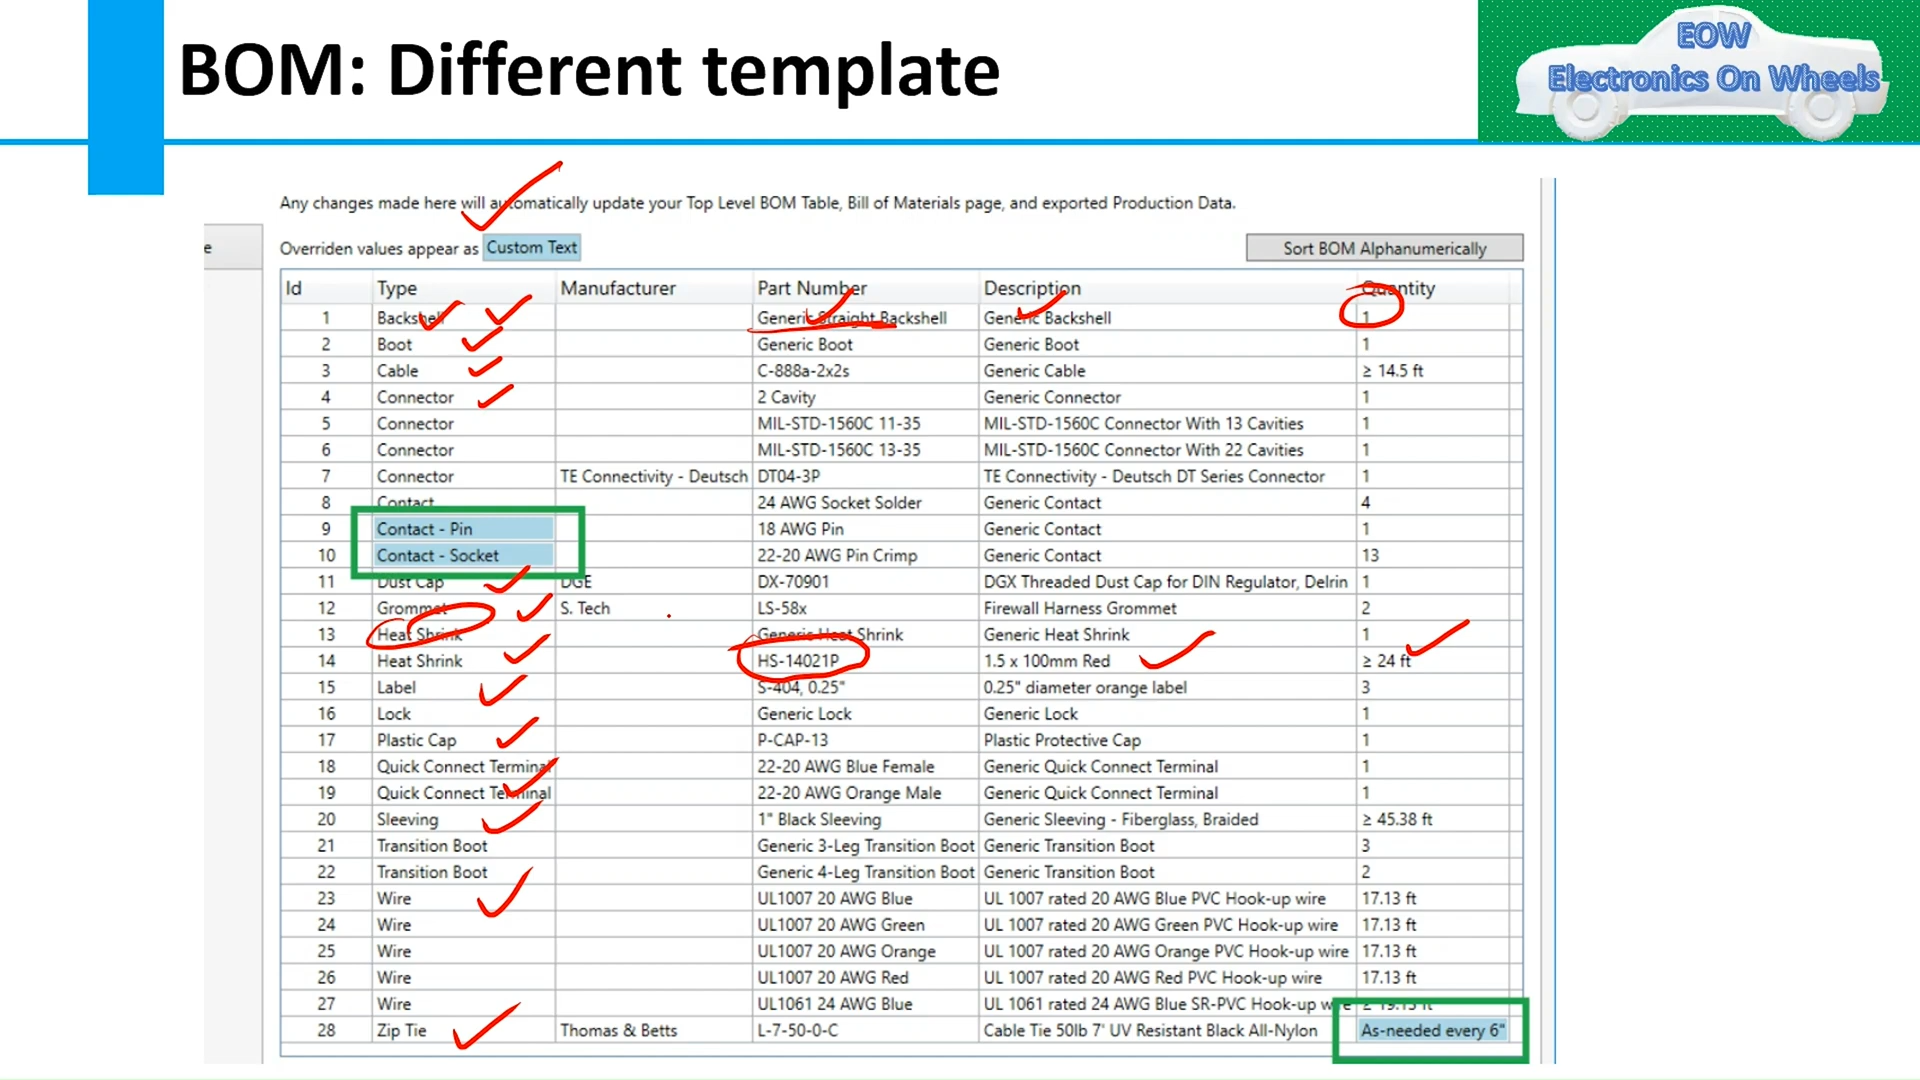 BOM: Different template
EOW
Electronics On Wheels
Any changes made here will automatically update your Top Level BOM Table, Bill of Materials page, and exported Production Data.
e
Overriden values appear as Custom Text
Sort BOM Alphanumerically
Id Type Manufacturer Part Number Description Quantity
1 Backshell Generic Straight Backshell Generic Backshell 1
2 Boot Generic Boot Generic Boot 1
3 Cable C-888a-2x2s Generic Cable ≥ 14.5 ft
4 Connector 2 Cavity Generic Connector 1
5 Connector MIL-STD-1560C 11-35 MIL-STD-1560C Connector With 13 Cavities 1
6 Connector MIL-STD-1560C 13-35 MIL-STD-1560C Connector With 22 Cavities 1
7 Connector TE Connectivity - Deutsch DT04-3P TE Connectivity - Deutsch DT Series Connector 1
8 Contact 24 AWG Socket Solder Generic Contact 4
9 Contact - Pin 18 AWG Pin Generic Contact 1
10 Contact - Socket 22-20 AWG Pin Crimp Generic Contact 13
11 Dust Cap DGE DX-70901 DGX Threaded Dust Cap for DIN Regulator, Delrin 1
12 Grommet S. Tech LS-58x Firewall Harness Grommet 2
13 Heat Shrink Generic Heat Shrink Generic Heat Shrink 1
14 Heat Shrink HS-14021P 1.5 x 100mm Red ≥ 24 ft
15 Label S-404, 0.25" 0.25" diameter orange label 3
16 Lock Generic Lock Generic Lock 1
17 Plastic Cap P-CAP-13 Plastic Protective Cap 1
18 Quick Connect Terminal 22-20 AWG Blue Female Generic Quick Connect Terminal 1
19 Quick Connect Terminal 22-20 AWG Orange Male Generic Quick Connect Terminal 1
20 Sleeving 1" Black Sleeving Generic Sleeving - Fiberglass, Braided ≥ 45.38 ft
21 Transition Boot Generic 3-Leg Transition Boot Generic Transition Boot 3
22 Transition Boot Generic 4-Leg Transition Boot Generic Transition Boot 2
23 Wire UL1007 20 AWG Blue UL 1007 rated 20 AWG Blue PVC Hook-up wire 17.13 ft
24 Wire UL1007 20 AWG Green UL 1007 rated 20 AWG Green PVC Hook-up wire 17.13 ft
25 Wire UL1007 20 AWG Orange UL 1007 rated 20 AWG Orange PVC Hook-up wire 17.13 ft
26 Wire UL1007 20 AWG Red UL 1007 rated 20 AWG Red PVC Hook-up wire 17.13 ft
27 Wire UL1061 24 AWG Blue UL 1061 rated 24 AWG Blue SR-PVC Hook-up wire ≥ 19.13 ft
28 Zip Tie Thomas & Betts L-7-50-0-C Cable Tie 50lb 7' UV Resistant Black All-Nylon As-needed every 6"